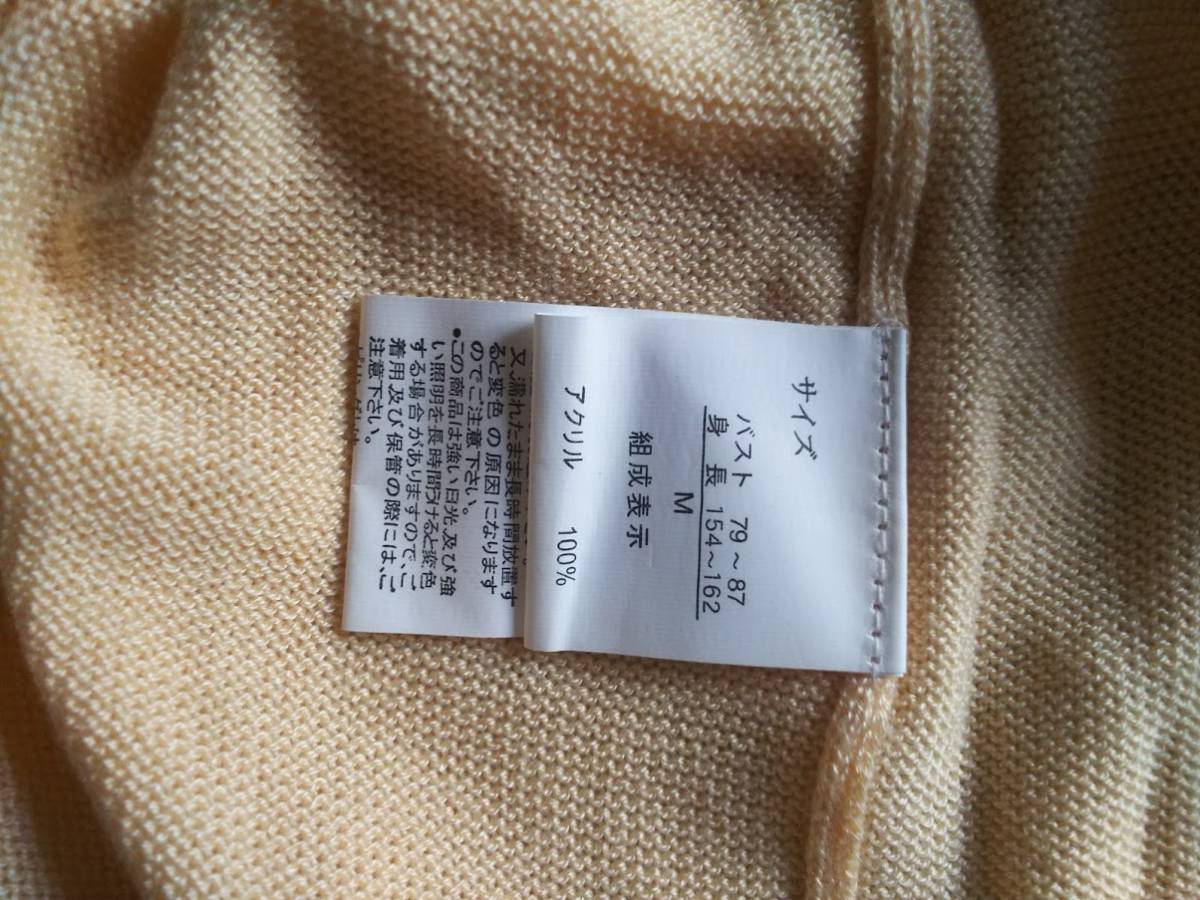 サイズ
バスト 79～87
身 長 154～162
M
組成表示
アクリル 100%
又、濡れたまま長時間放置す
ると変色の原因になります
のでご注意下さい。
●この商品は強い日光、及び強
い照明を長時間うけると変色
する場合がありますので、ご
着用、及び保管の際には、ご
注意下さい。